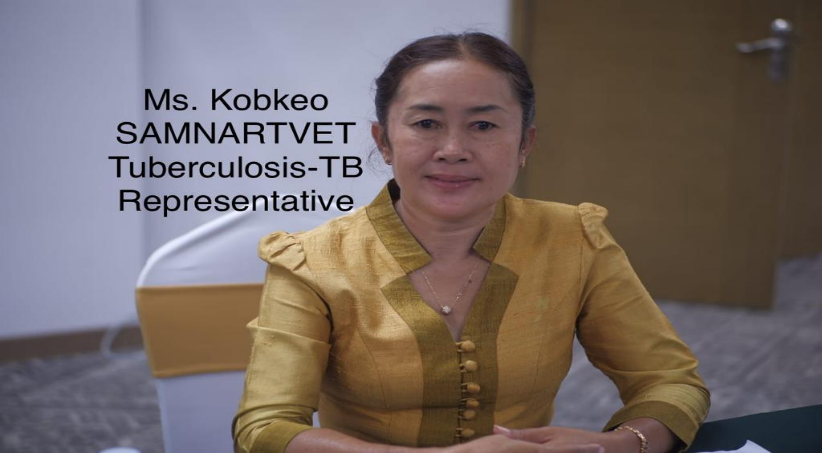 Ms. Kobkeo
SAMNARTVET
Tuberculosis-TB
Representative